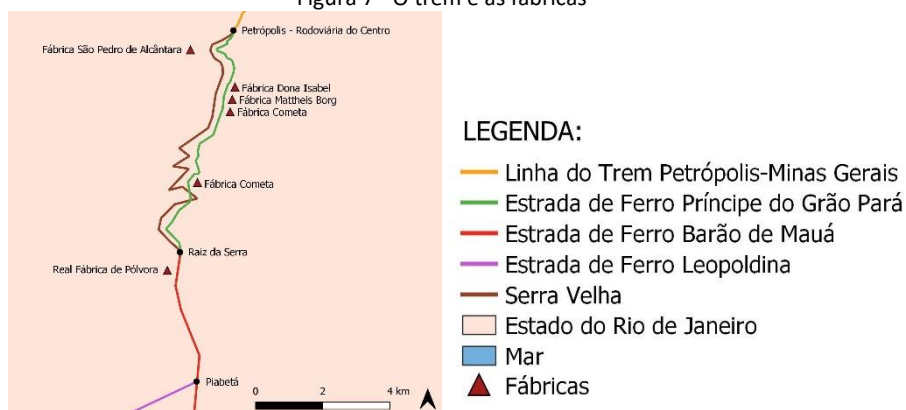 Figura 7 - O trem e as fábricas
Petrópolis - Rodoviária do Centro
Fábrica São Pedro de Alcântara
Fábrica Dona Isabel
Fábrica Mattheis Borg
Fábrica Cometa
Fábrica Cometa
Raiz da Serra
Real Fábrica de Pólvora
Piabetá
0 2 4 km
LEGENDA:
Linha do Trem Petrópolis-Minas Gerais
Estrada de Ferro Príncipe do Grão Pará
Estrada de Ferro Barão de Mauá
Estrada de Ferro Leopoldina
Serra Velha
Estado do Rio de Janeiro
Mar
Fábricas